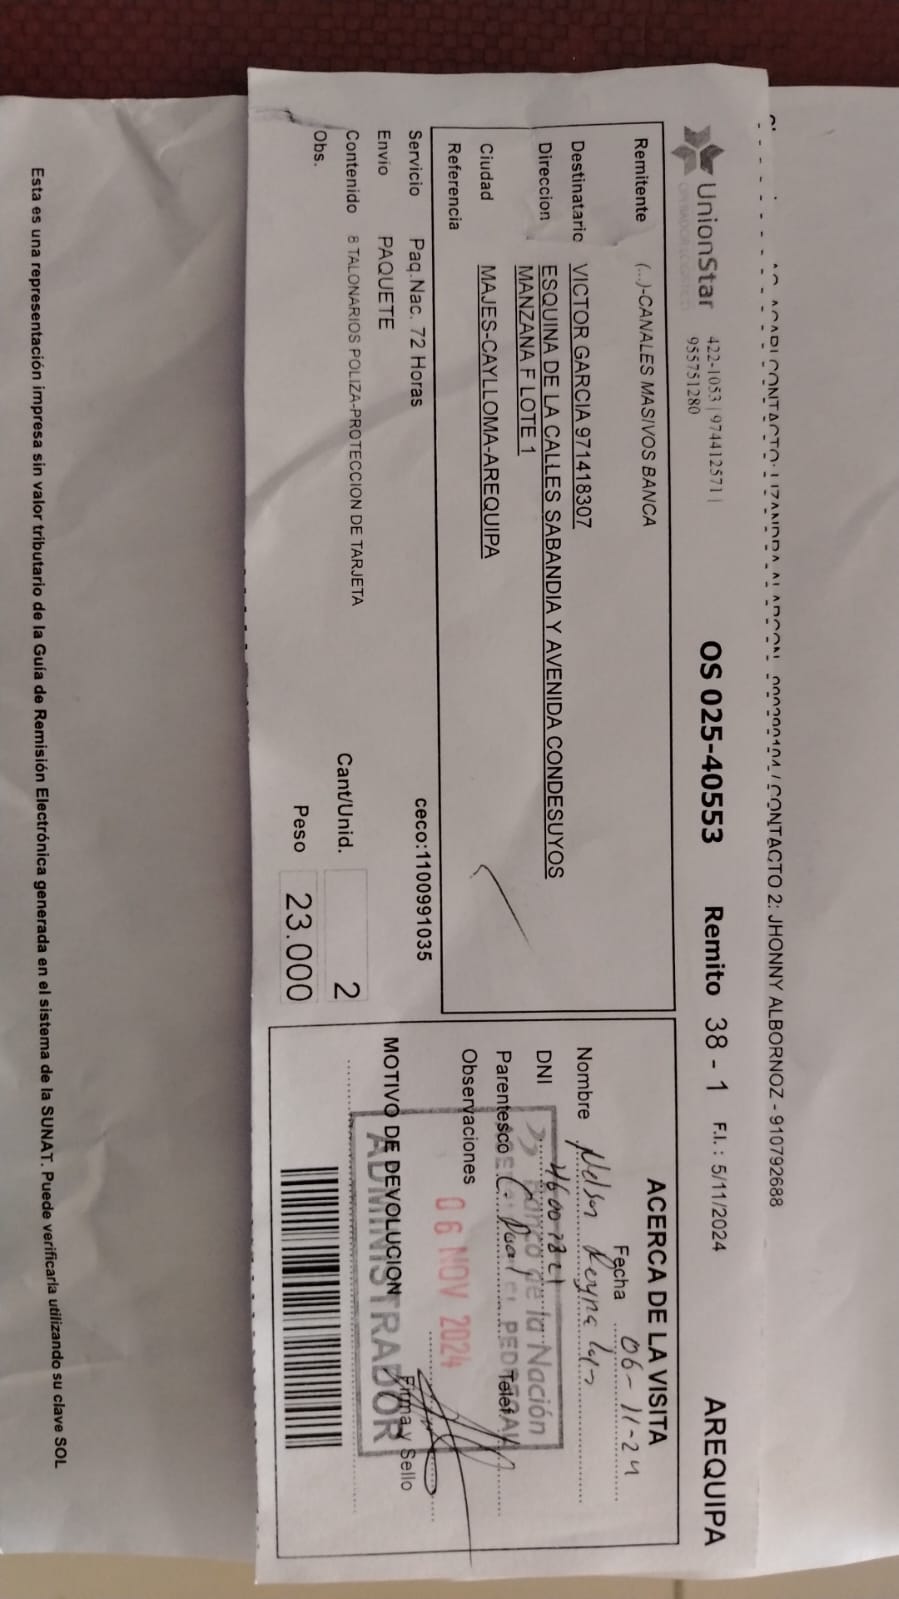 CONTACTO 2: JHONNY ALBORNOZ - 910792688
UnionStar
422-1053 | 974412571 |
955751280
OS 025-40553 Remito 38 - 1 F.I. : 5/11/2024 AREQUIPA
Remitente (...)-CANALES MASIVOS BANCA
Destinatario VICTOR GARCIA 971418307
Direccion ESQUINA DE LA CALLES SABANDIA Y AVENIDA CONDESUYOS
MANZANA F LOTE 1
Ciudad MAJES-CAYLLOMA-AREQUIPA
Referencia
Servicio Paq.Nac. 72 Horas ceco:1100991035
Envio PAQUETE
Contenido 8 TALONARIOS POLIZA-PROTECCION DE TARJETA
Cant/Unid. 2
Obs.
Peso 23.000
ACERCA DE LA VISITA
Fecha 06-11-24
Nombre Nelson
DNI
Banco de la Nación
Parentesco Telef
EL PEDREGAL
Observaciones
06 NOV 2024
MOTIVO DE DEVOLUCION
Firma y Sello
ADMINISTRADOR
Esta es una representación impresa sin valor tributario de la Guía de Remisión Electrónica generada en el sistema de la SUNAT. Puede verificarla utilizando su clave SOL